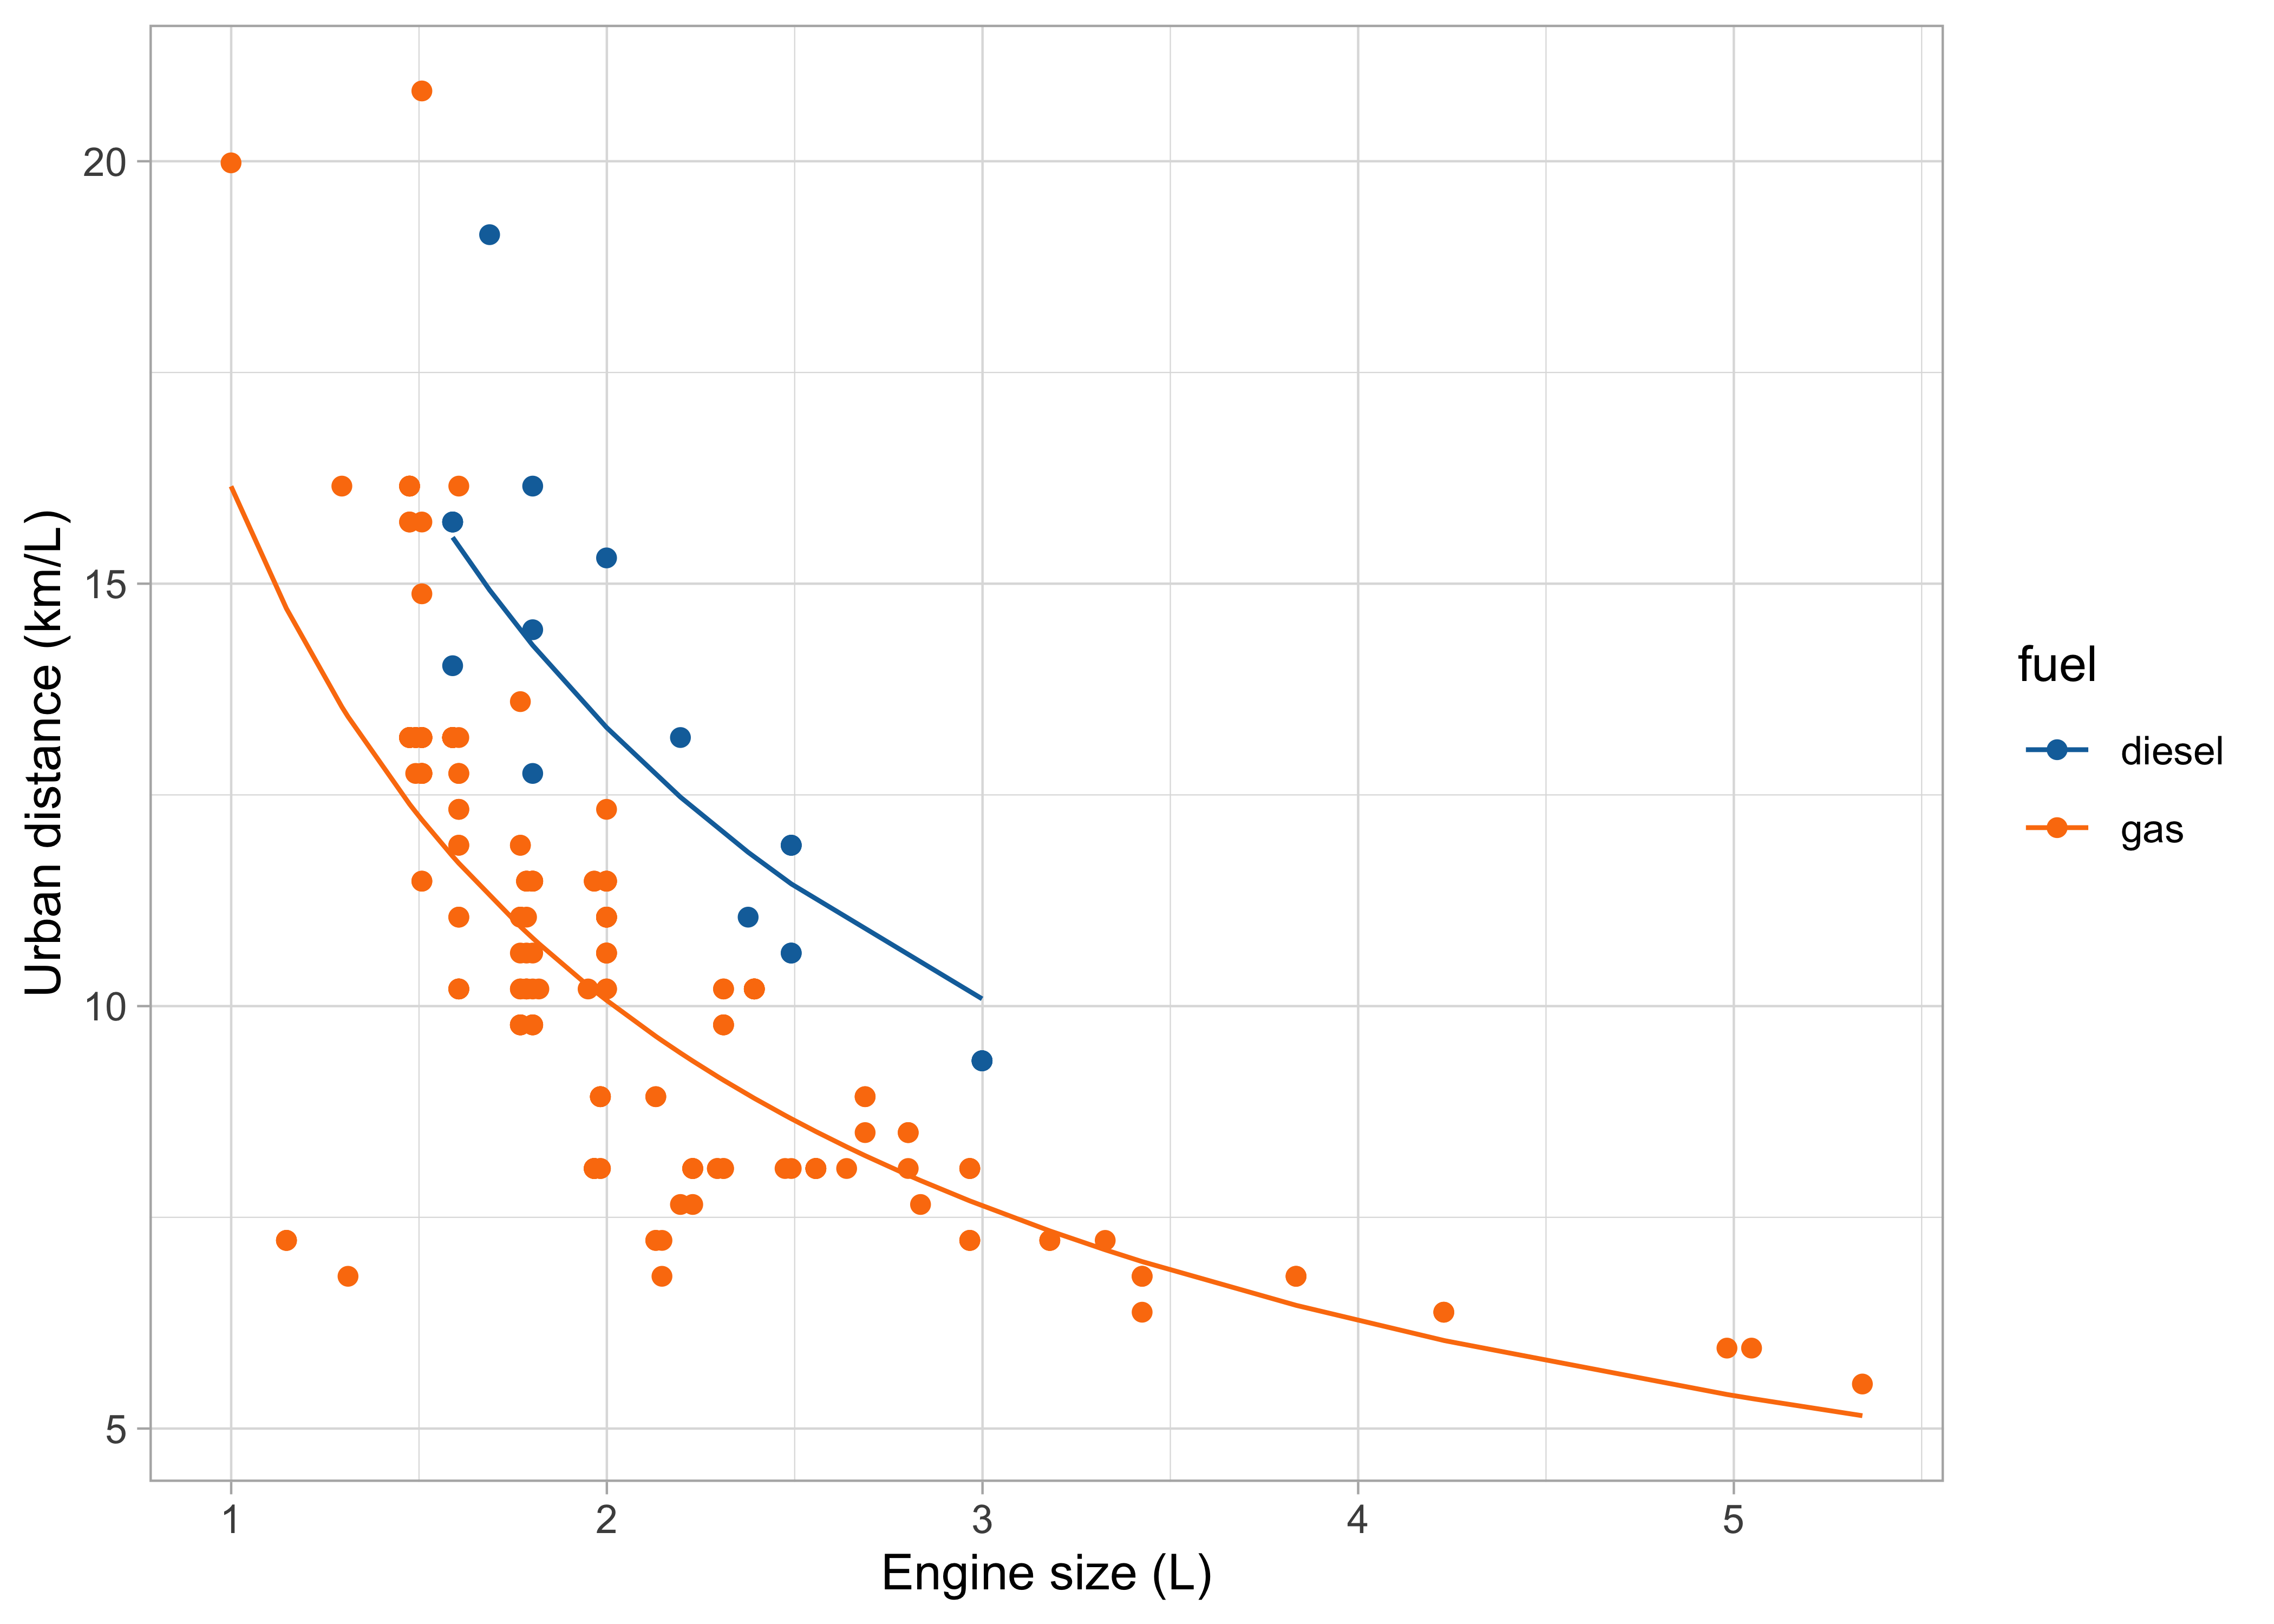 20
15
10
5
Urban distance (km/L)
1 2 3 4 5
Engine size (L)
fuel
diesel
gas